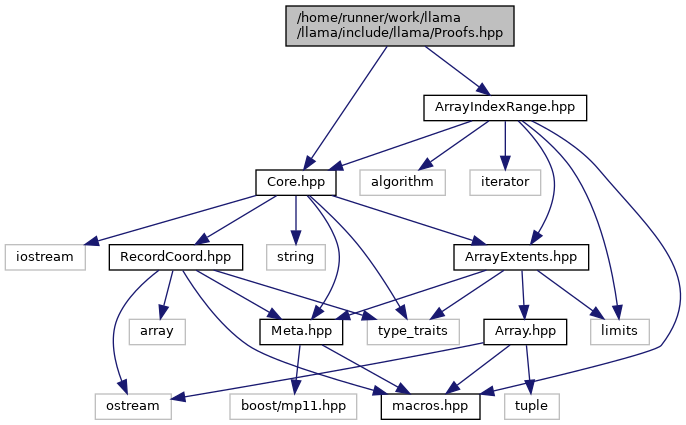 /home/runner/work/llama
/llama/include/llama/Proofs.hpp
ArrayIndexRange.hpp
Core.hpp
algorithm
iterator
iostream
RecordCoord.hpp
string
ArrayExtents.hpp
array
Meta.hpp
type_traits
Array.hpp
limits
ostream
boost/mp11.hpp
macros.hpp
tuple